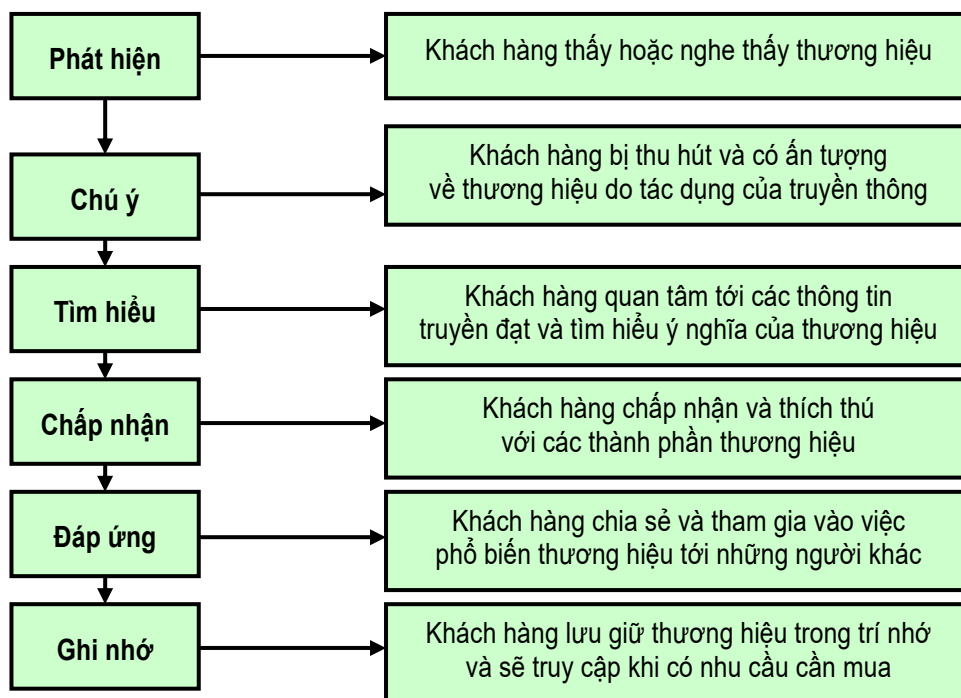 Phát hiện
Khách hàng thấy hoặc nghe thấy thương hiệu
Chú ý
Khách hàng bị thu hút và có ấn tượng
về thương hiệu do tác dụng của truyền thông
Tìm hiểu
Khách hàng quan tâm tới các thông tin
truyền đạt và tìm hiểu ý nghĩa của thương hiệu
Chấp nhận
Khách hàng chấp nhận và thích thú
với các thành phần thương hiệu
Đáp ứng
Khách hàng chia sẻ và tham gia vào việc
phổ biến thương hiệu tới những người khác
Ghi nhớ
Khách hàng lưu giữ thương hiệu trong trí nhớ
và sẽ truy cập khi có nhu cầu cần mua